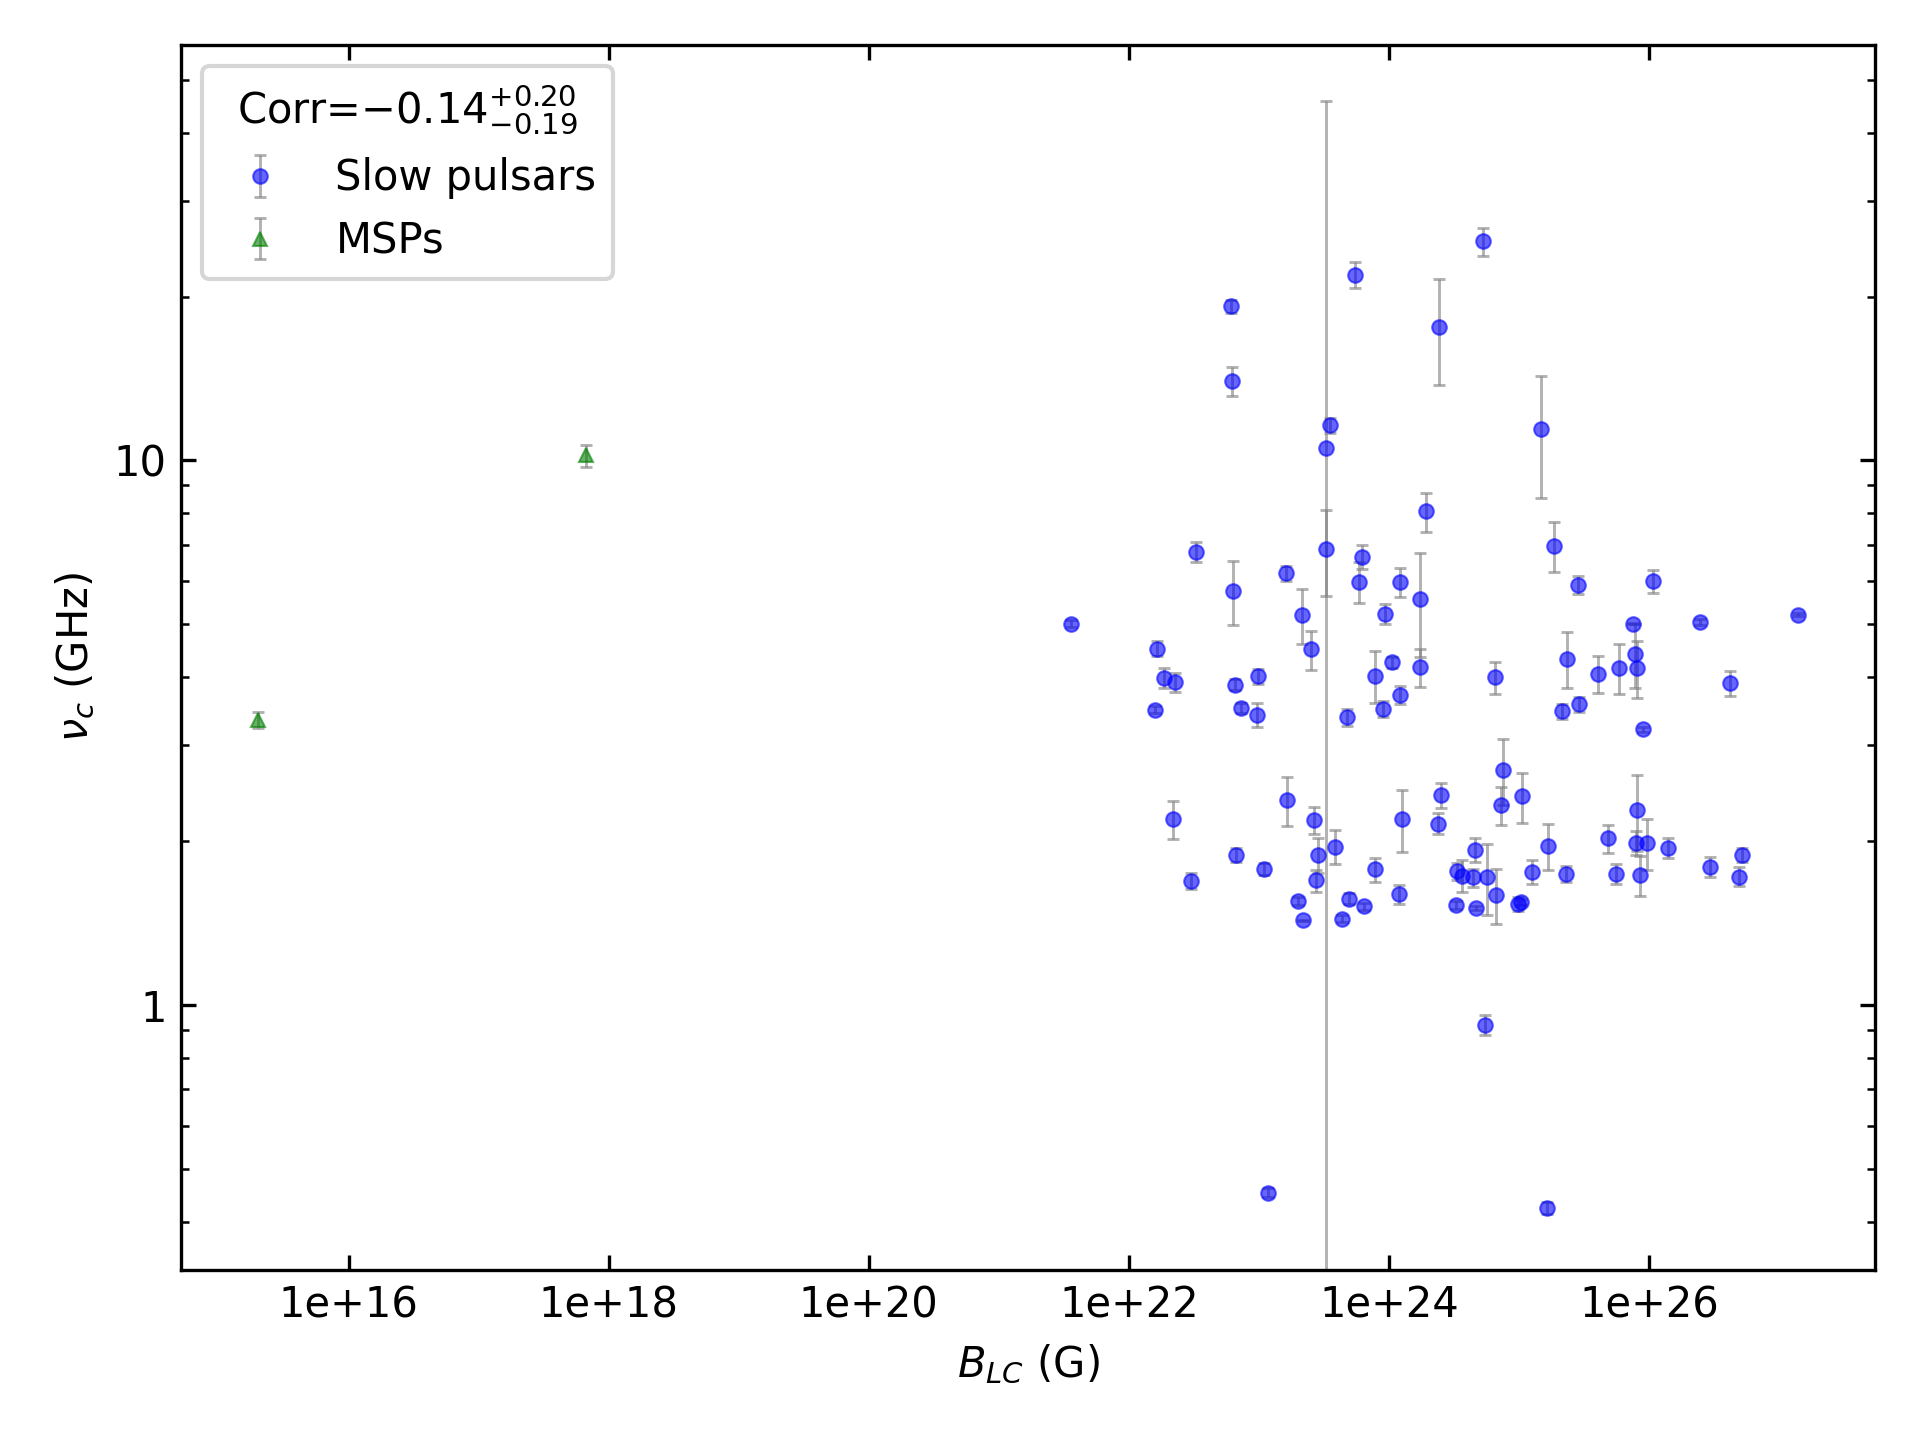 Corr=−0.14+0.20−0.19
Slow pulsars
MSPs
10
1
νc (GHz)
1e+16 1e+18 1e+20 1e+22 1e+24 1e+26
BLC (G)